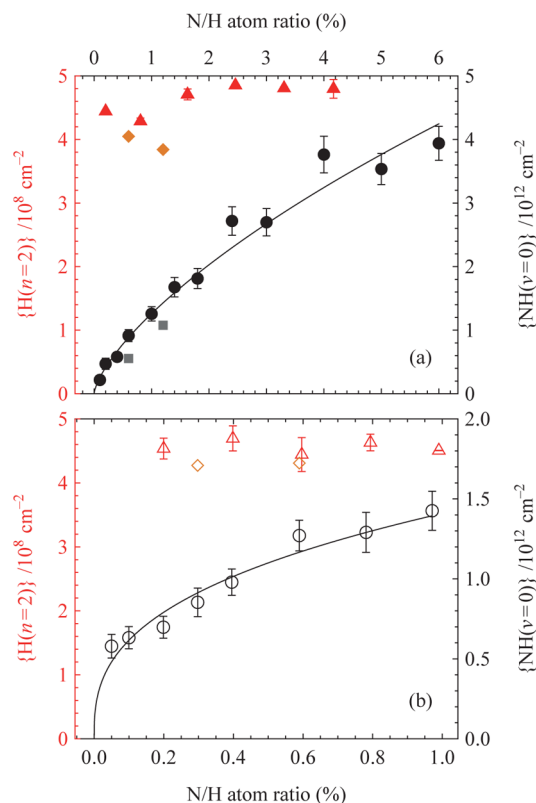 N/H atom ratio (%)
0 1 2 3 4 5 6
5
4
3
2
1
0
{H(n=2)} /10⁸ cm⁻²
5
4
3
2
1
0
{NH(v=0)} /10¹² cm⁻²
(a)
5
4
3
2
1
0
{H(n=2)} /10⁸ cm⁻²
2.0
1.5
1.0
0.5
0.0
{NH(v=0)} /10¹² cm⁻²
(b)
0.0 0.2 0.4 0.6 0.8 1.0
N/H atom ratio (%)